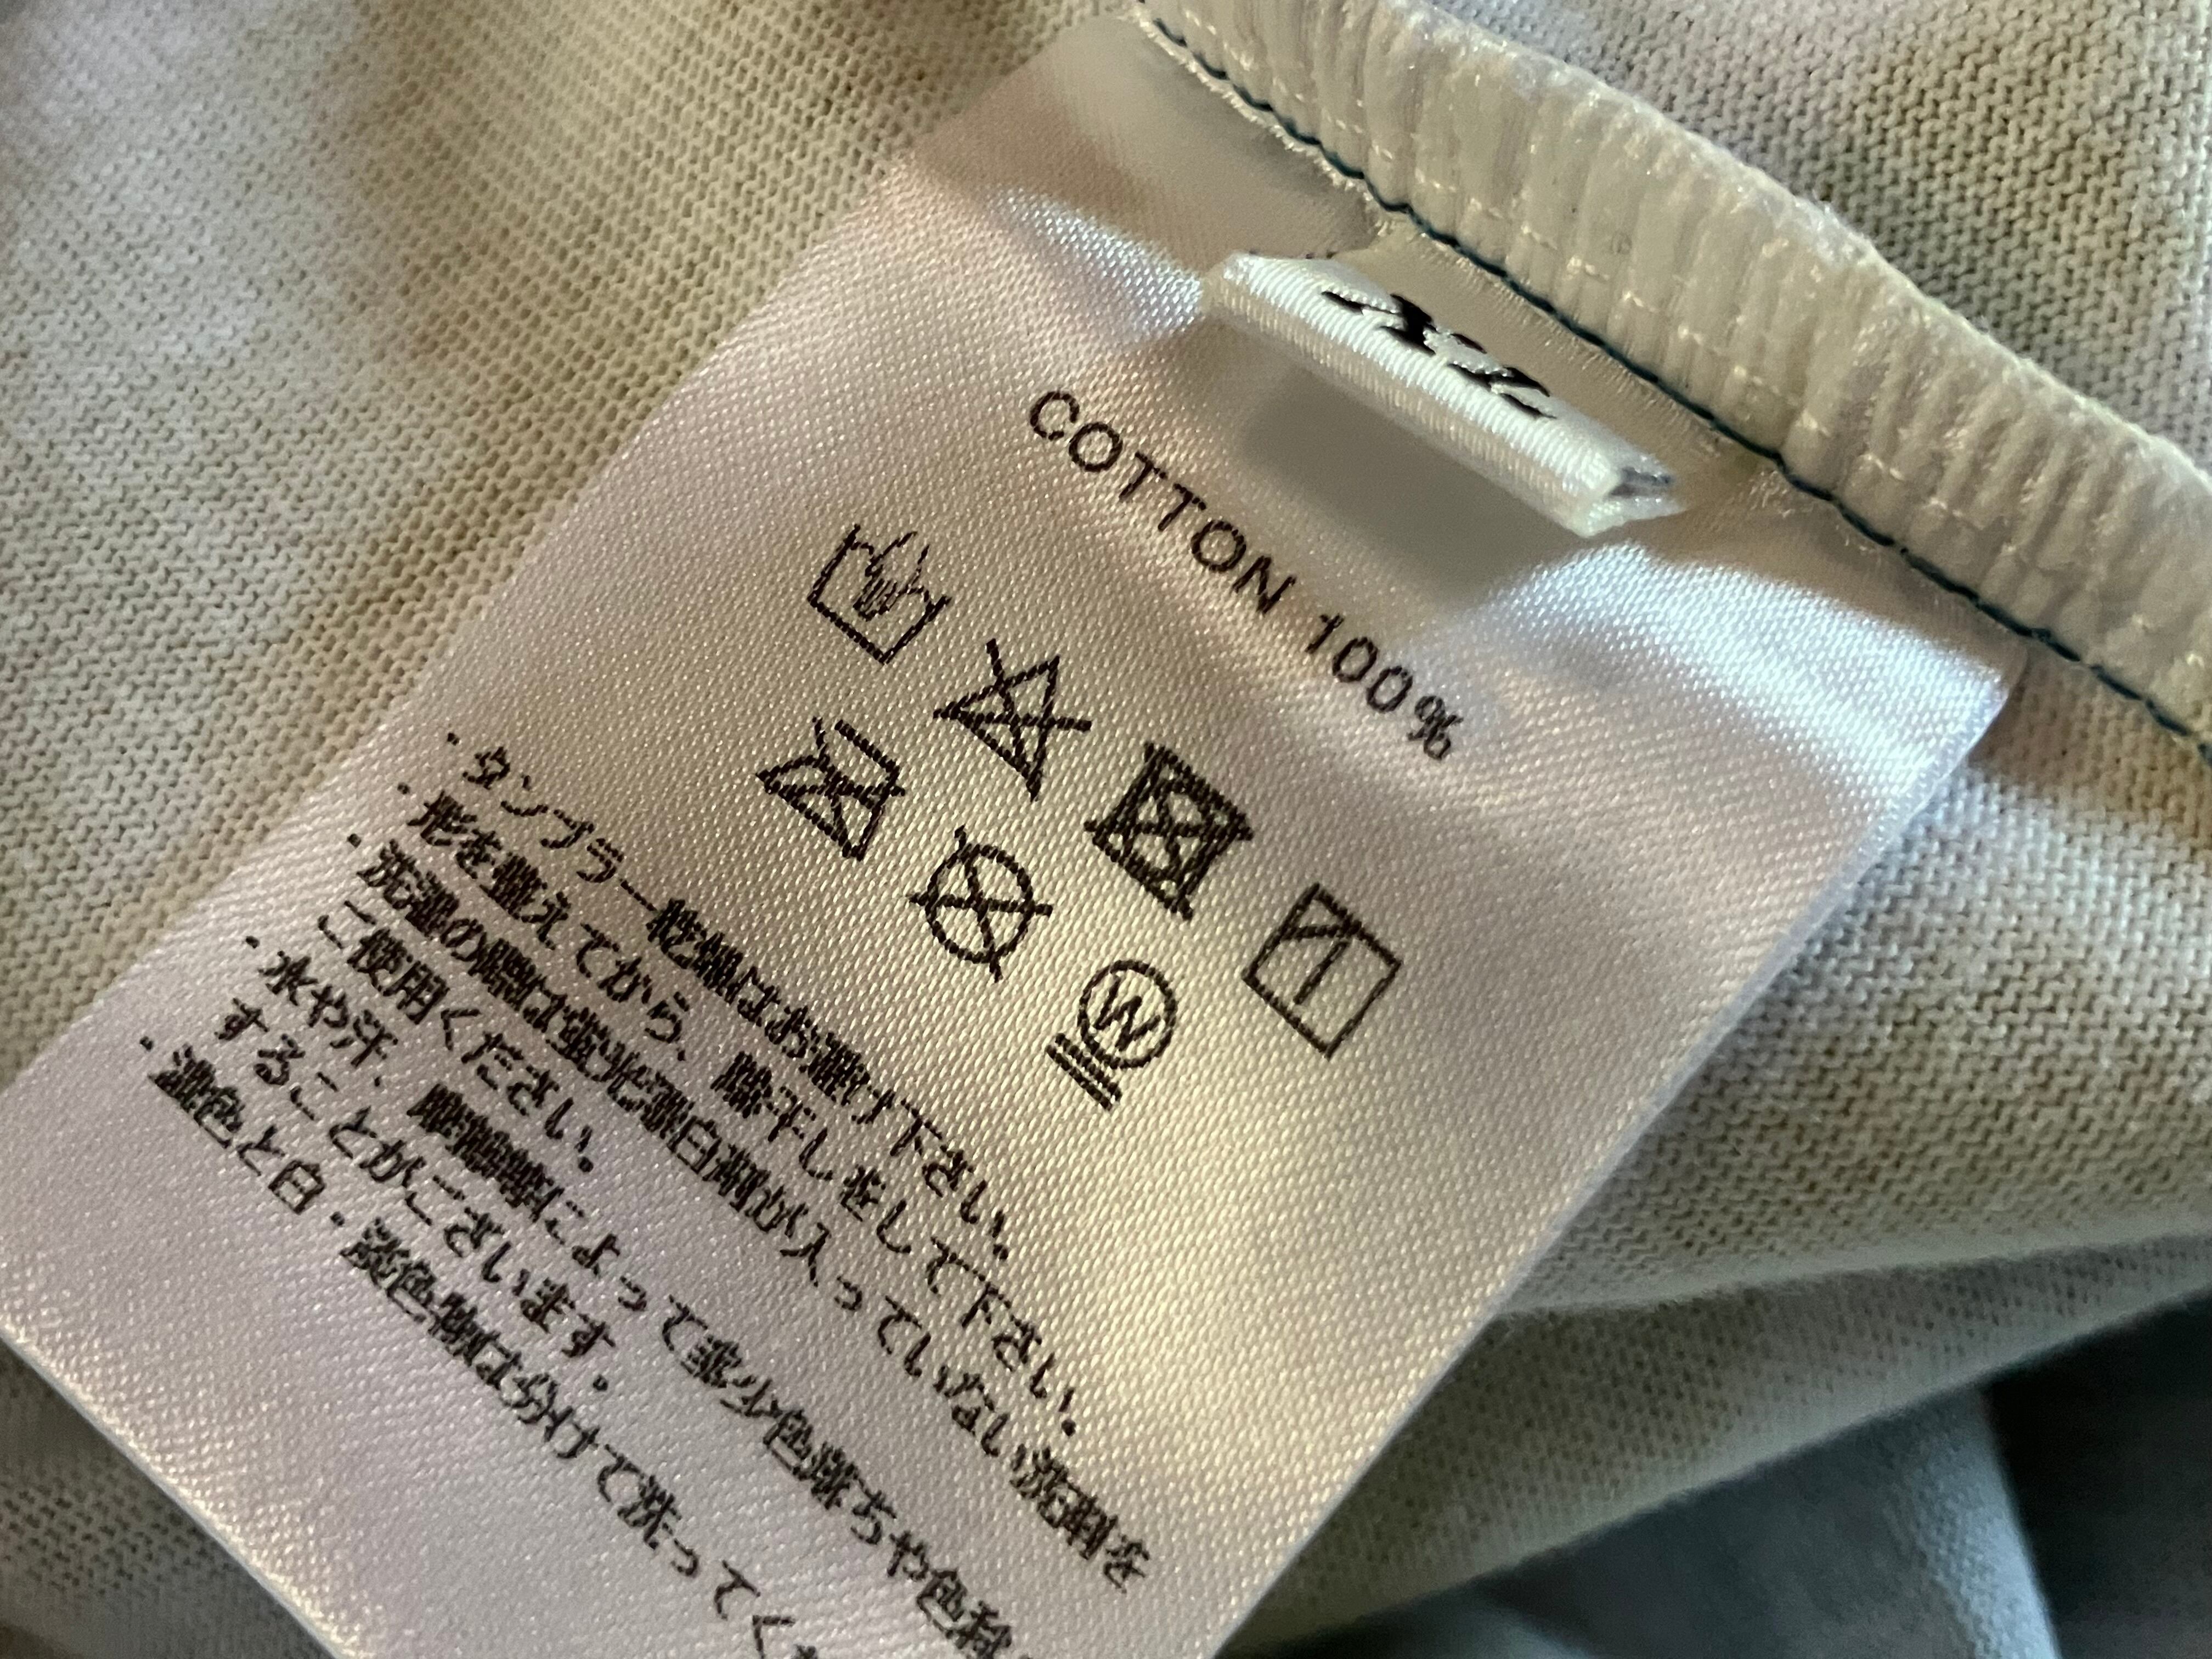 COTTON 100%
W
・タンブラー乾燥はお避け下さい。
・形を整えてから、陰干しをして下さい。
・洗濯の際は蛍光増白剤が入っていない洗剤を
ご使用ください。
・水や汗、摩擦等によって多少色落ちや色移
することがございます。
・濃色と白・淡色物は分けて洗ってく